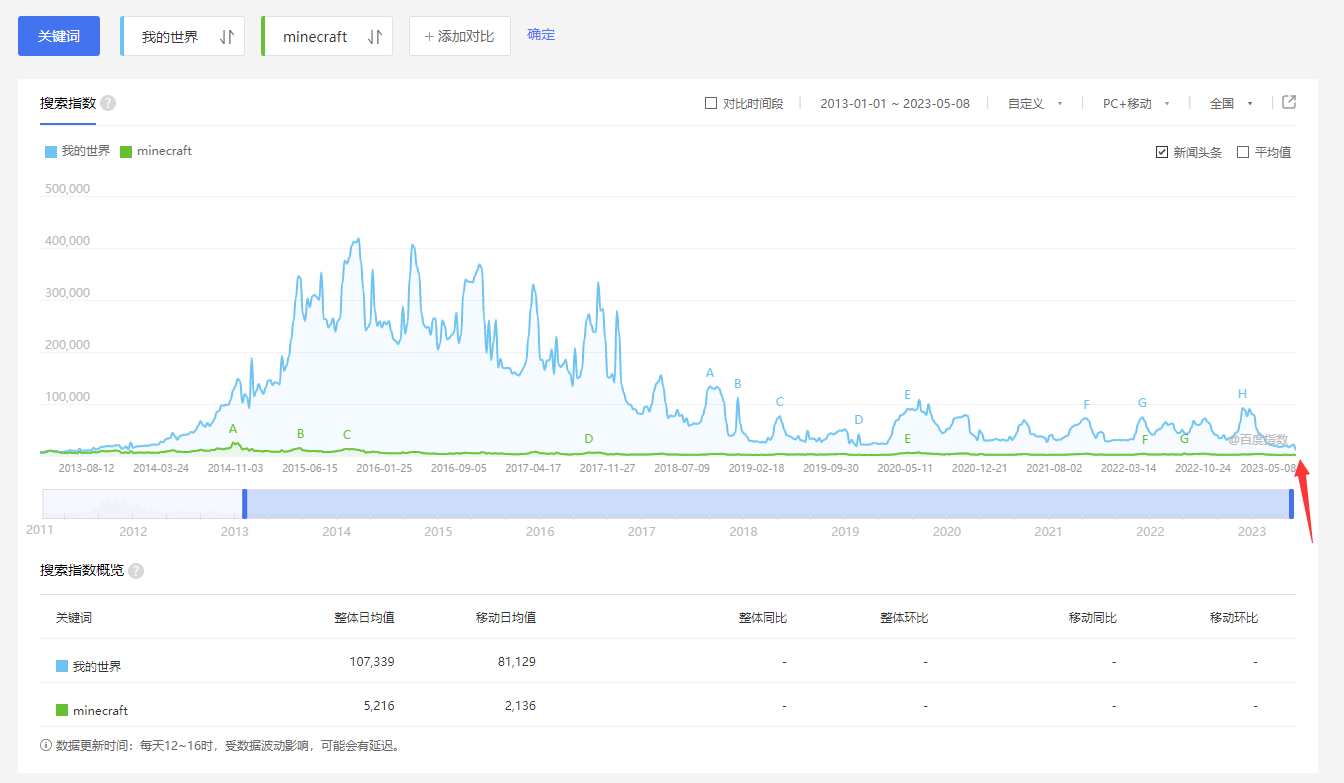 关键词 我的世界 minecraft +添加对比 确定
搜索指数 ? 对比时间段 2013-01-01 ~ 2023-05-08 自定义 PC+移动 全国
我的世界 minecraft 新闻头条 平均值
500,000
400,000
300,000
200,000
100,000
A B C D E F G H
A B C D E F G
@百度指数
2013-08-12 2014-03-24 2014-11-03 2015-06-15 2016-01-25 2016-09-05 2017-04-17 2017-11-27 2018-07-09 2019-02-18 2019-09-30 2020-05-11 2020-12-21 2021-08-02 2022-03-14 2022-10-24 2023-05-08
2011 2012 2013 2014 2015 2016 2017 2018 2019 2020 2021 2022 2023
搜索指数概览 ?
关键词 整体日均值 移动日均值 整体同比 整体环比 移动同比 移动环比
我的世界 107,339 81,129 - - - -
minecraft 5,216 2,136 - - - -
数据更新时间：每天12~16时，受数据波动影响，可能会有延迟。